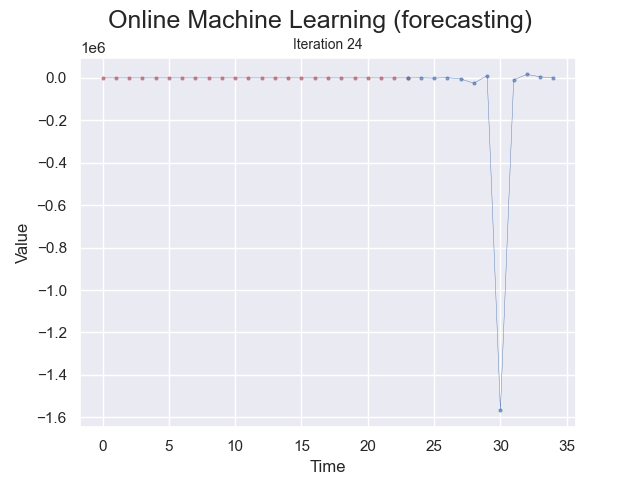 Online Machine Learning (forecasting)
Iteration 24
1e6
0.0
−0.2
−0.4
−0.6
−0.8
−1.0
−1.2
−1.4
−1.6
Value
0 5 10 15 20 25 30 35
Time